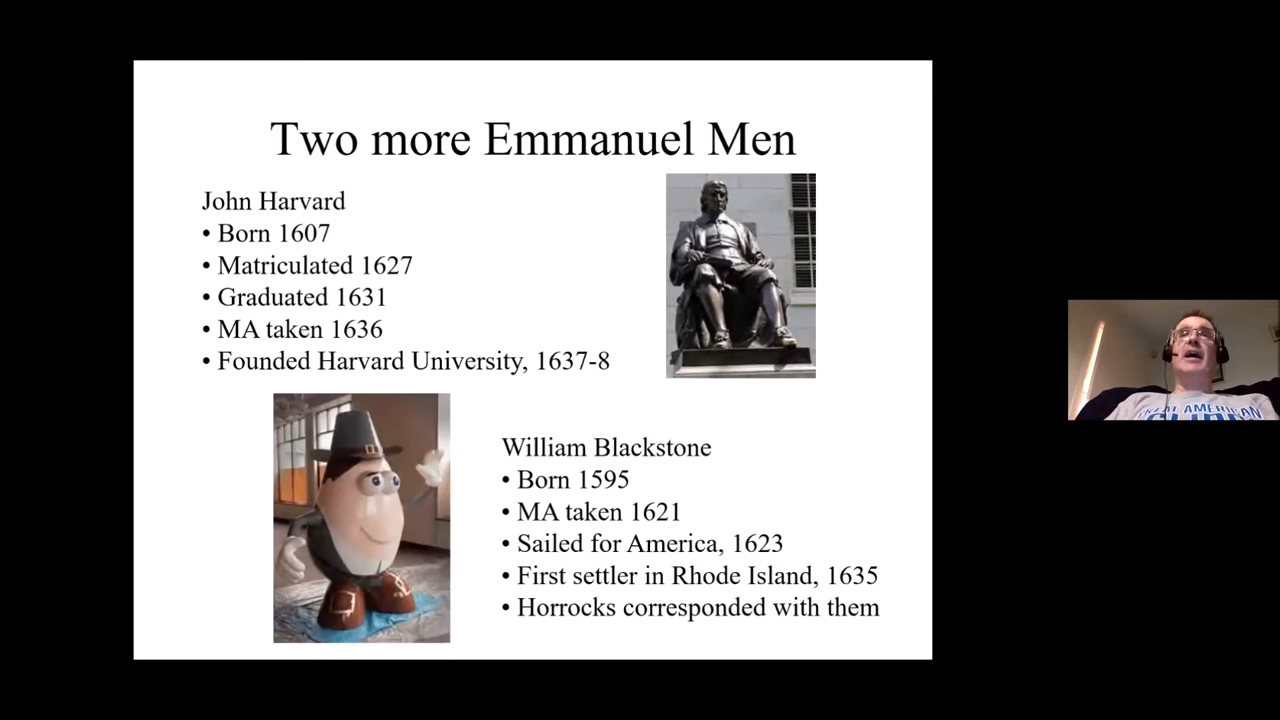 Two more Emmanuel Men
John Harvard
• Born 1607
• Matriculated 1627
• Graduated 1631
• MA taken 1636
• Founded Harvard University, 1637-8
William Blackstone
• Born 1595
• MA taken 1621
• Sailed for America, 1623
• First settler in Rhode Island, 1635
• Horrocks corresponded with them
GREAT AMERICAN